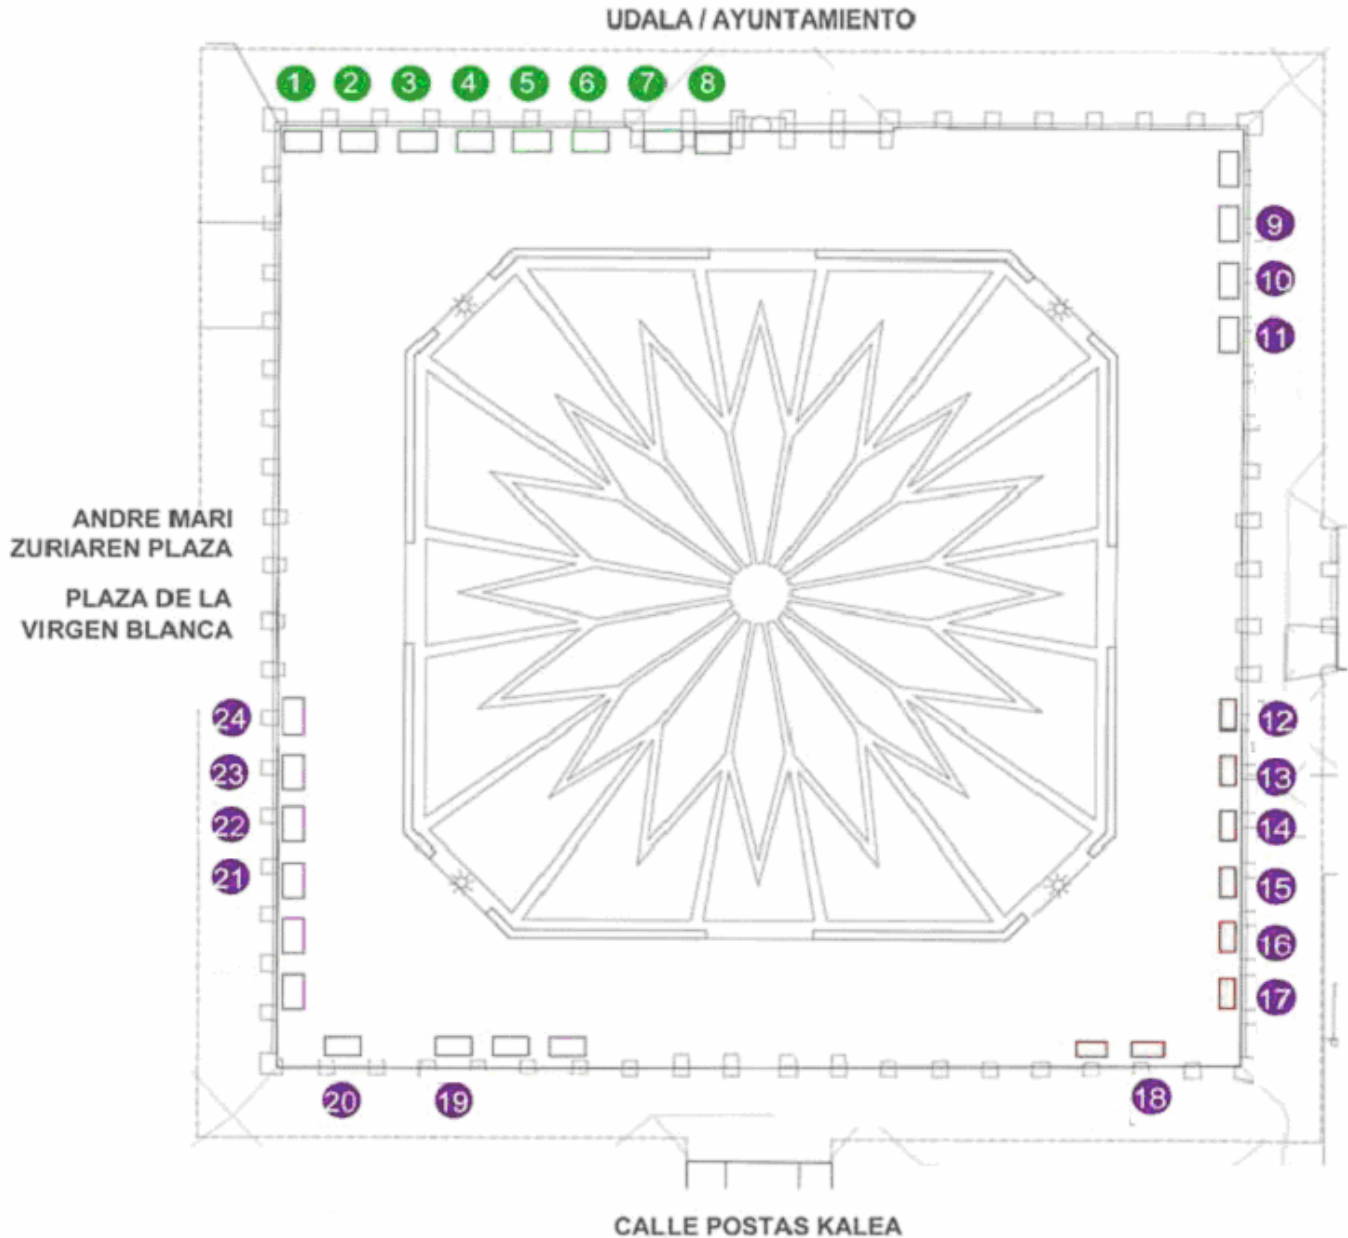 UDALA / AYUNTAMIENTO
1 2 3 4 5 6 7 8
9
10
11
ANDRE MARI
ZURIAREN PLAZA
PLAZA DE LA
VIRGEN BLANCA
24
12
23
13
22
14
21
15
16
17
20
19
18
CALLE POSTAS KALEA